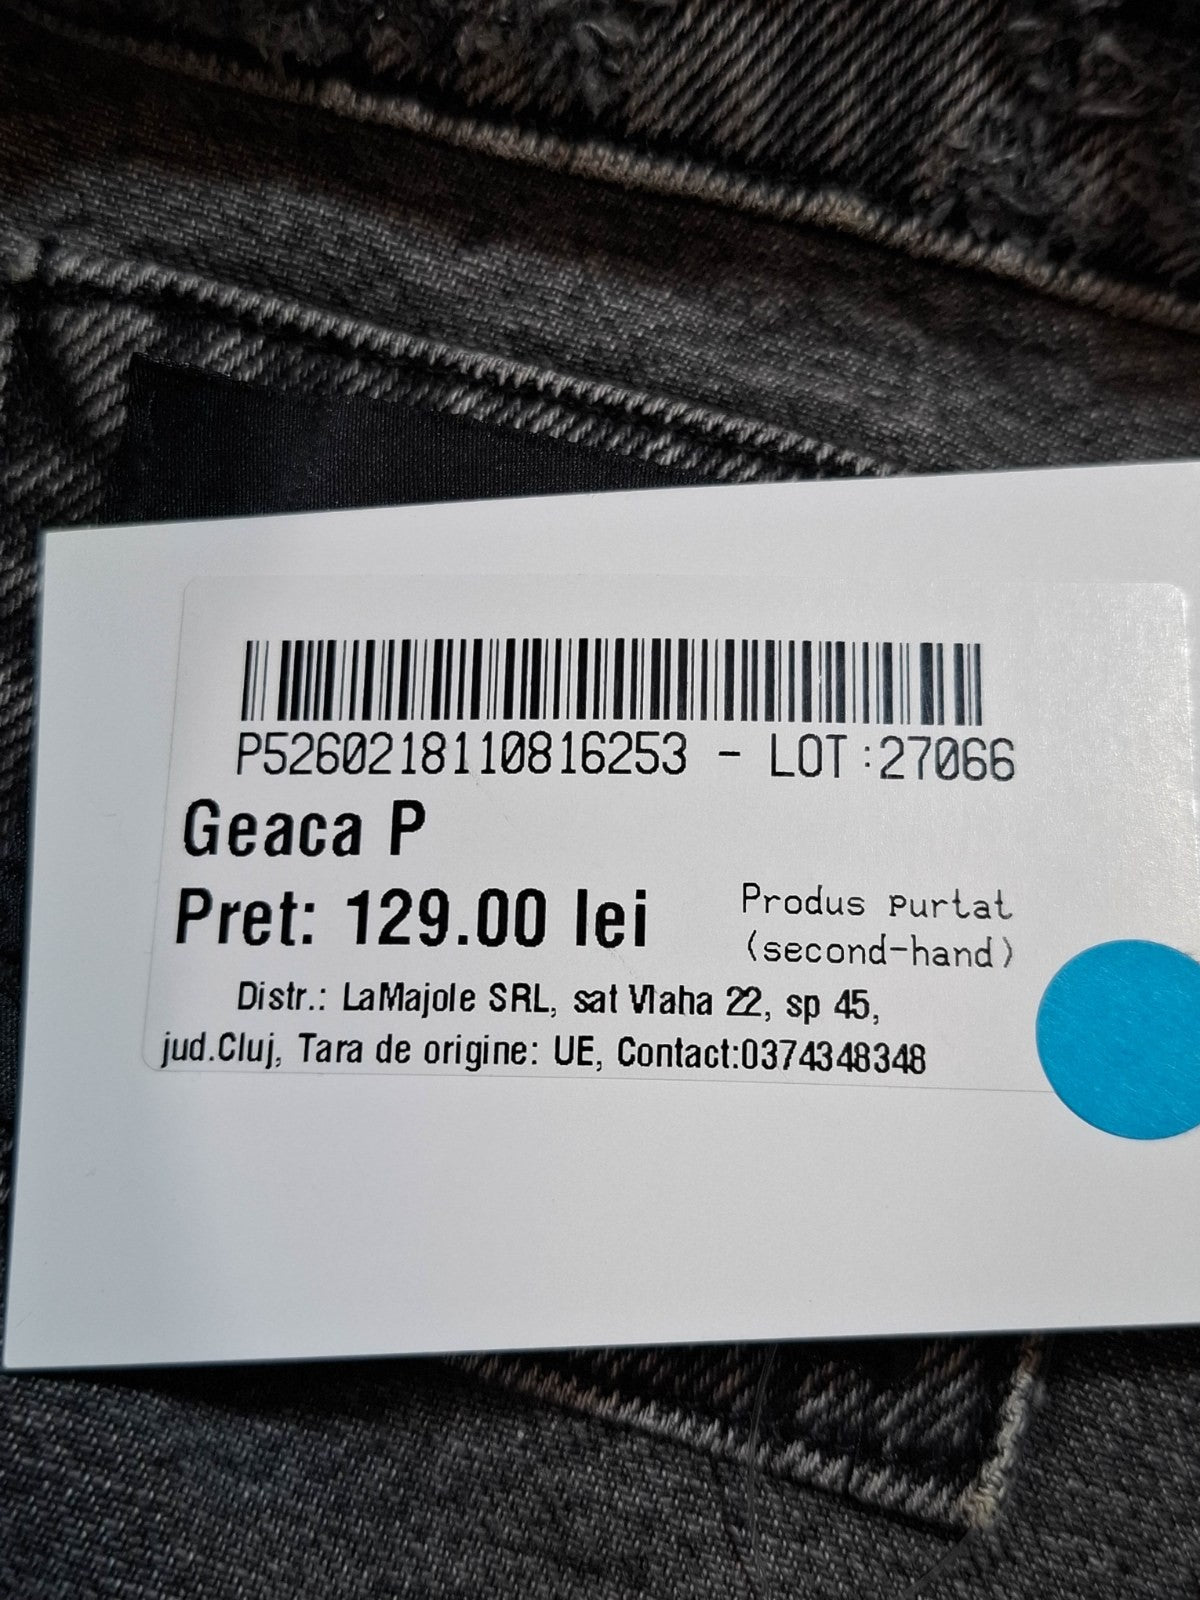 P5260218110816253 - LOT:27066
Geaca P
Pret: 129.00 lei
Produs purtat
(second-hand)
Distr.: LaMajole SRL, sat Vlaha 22, sp 45,
jud.Cluj, Tara de origine: UE, Contact:0374348348